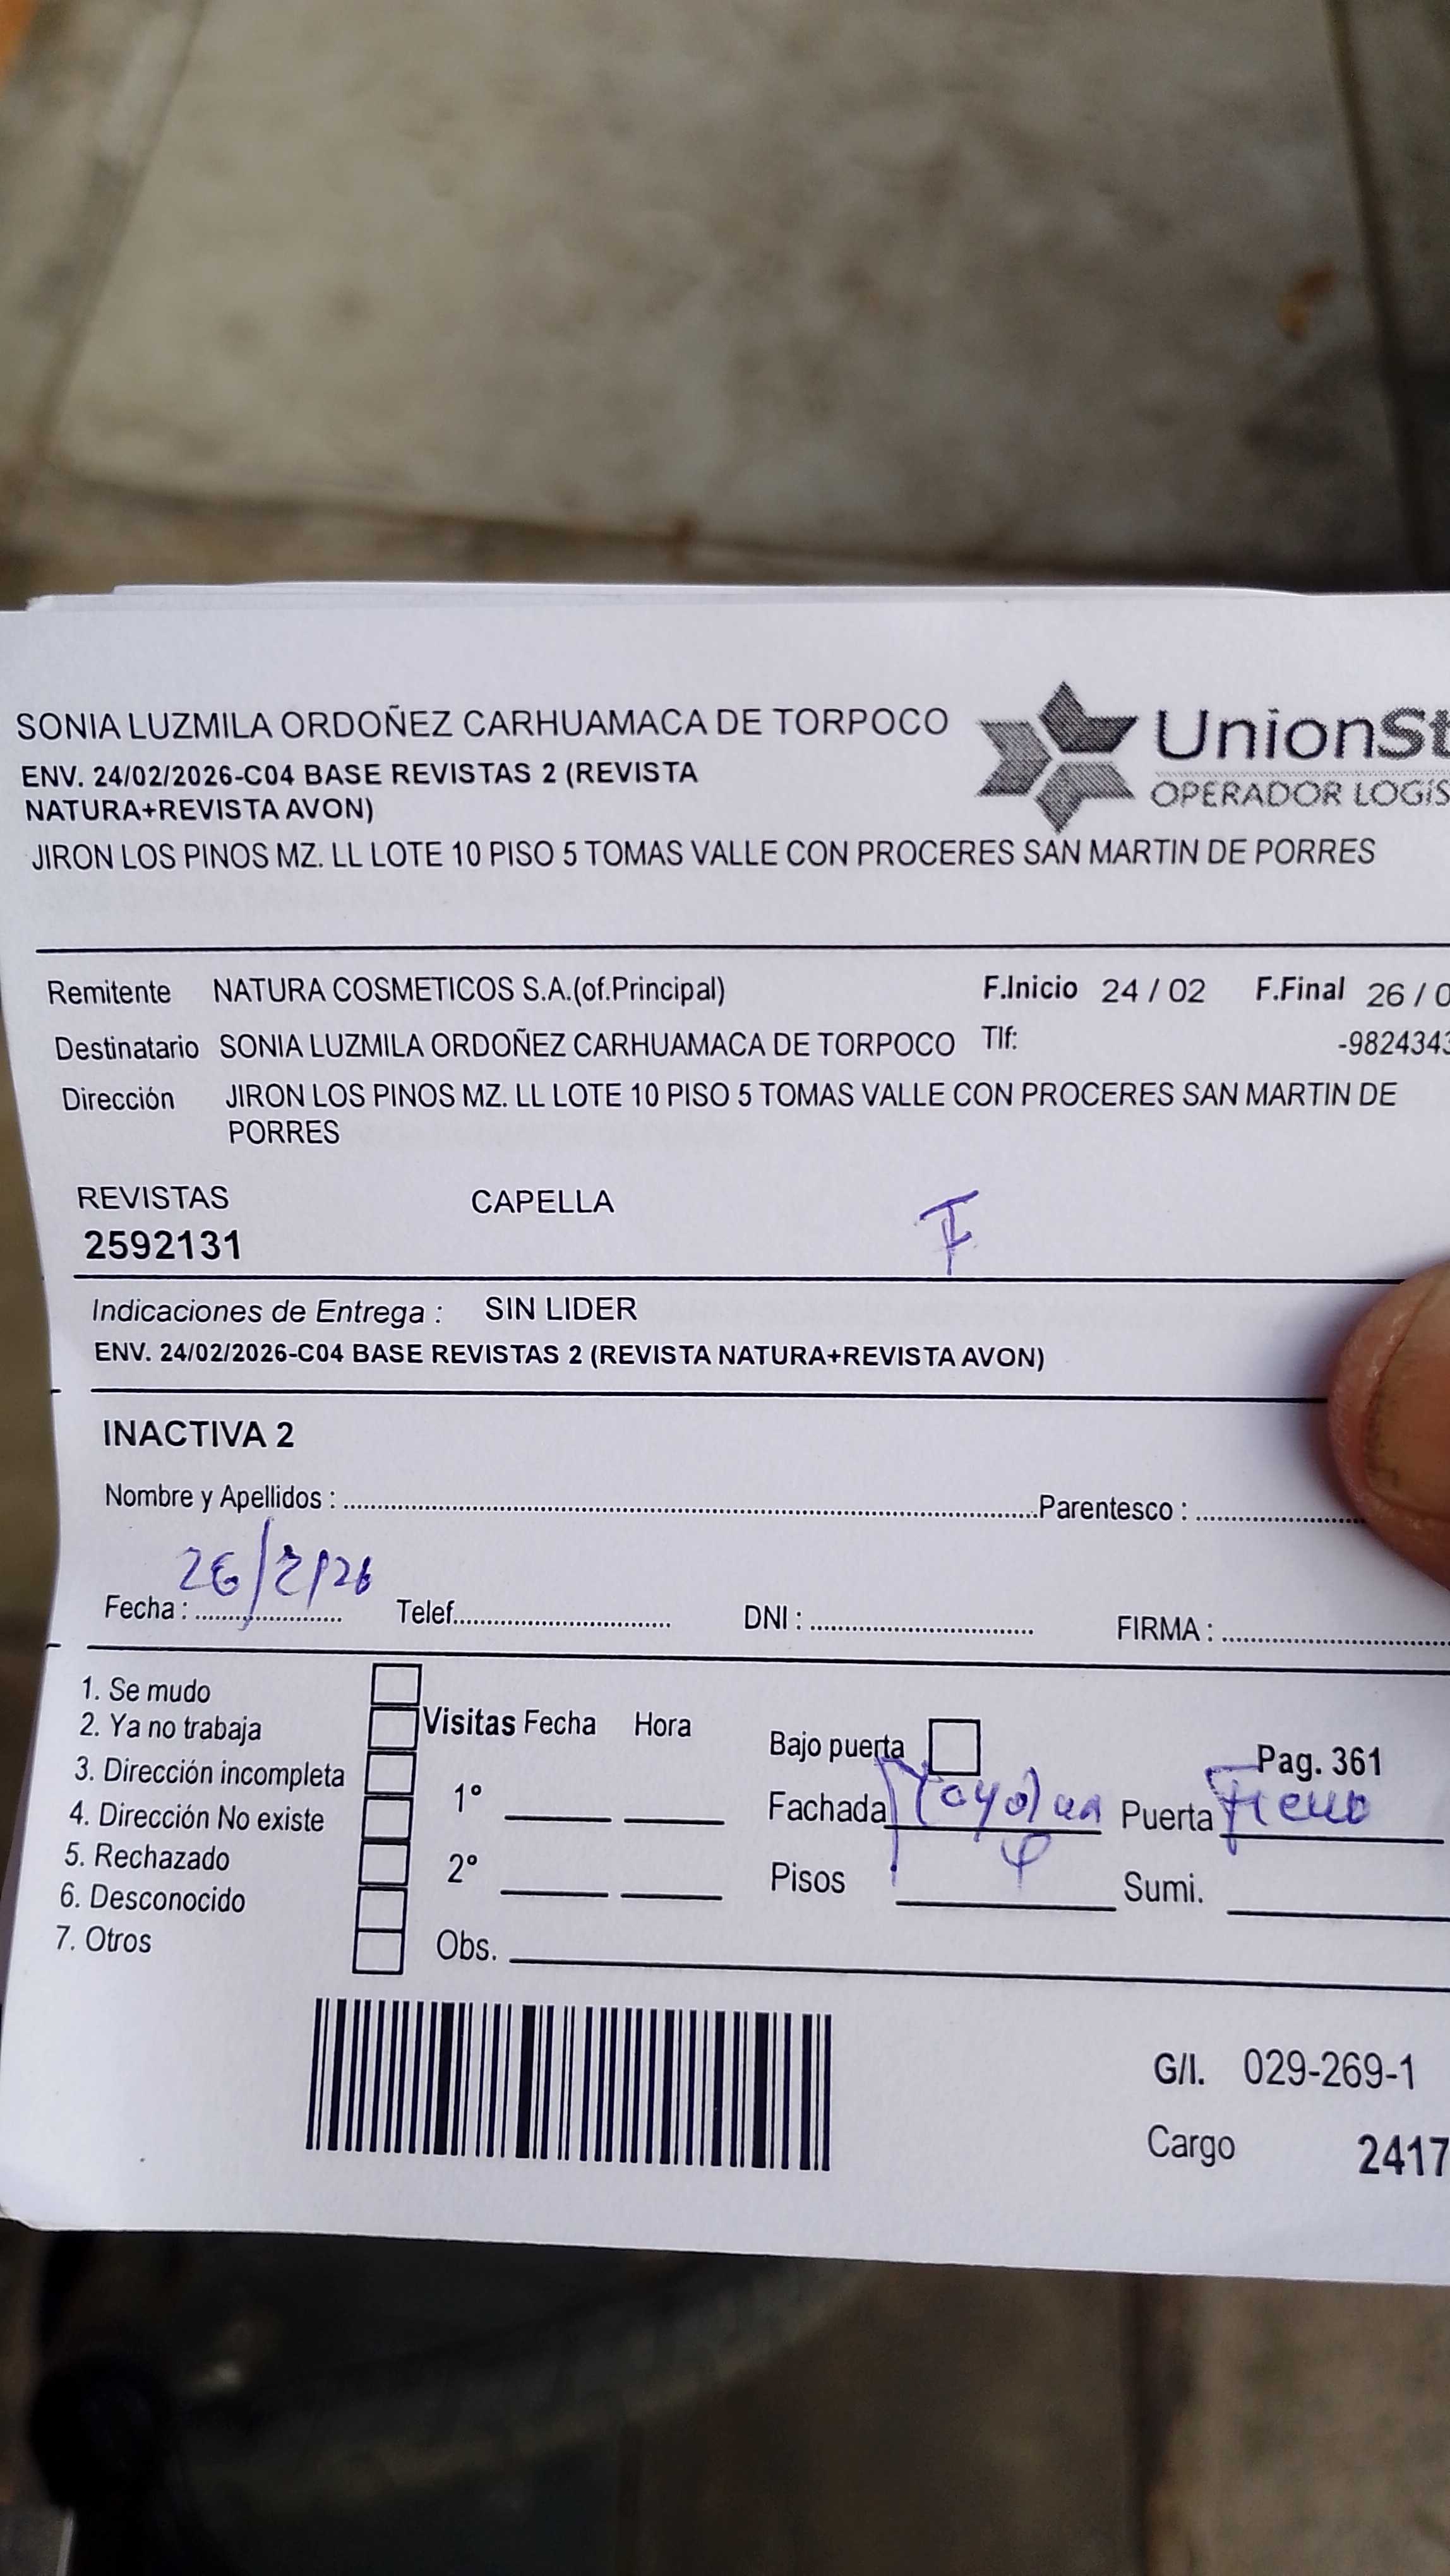 SONIA LUZMILA ORDOÑEZ CARHUAMACA DE TORPOCO
UnionSt
OPERADOR LOGÍS
ENV. 24/02/2026-C04 BASE REVISTAS 2 (REVISTA
NATURA+REVISTA AVON)
JIRON LOS PINOS MZ. LL LOTE 10 PISO 5 TOMAS VALLE CON PROCERES SAN MARTIN DE PORRES
Remitente NATURA COSMETICOS S.A.(of.Principal) F.Inicio 24 / 02 F.Final 26 / 0
Destinatario SONIA LUZMILA ORDOÑEZ CARHUAMACA DE TORPOCO Tlf: -9824343
Dirección JIRON LOS PINOS MZ. LL LOTE 10 PISO 5 TOMAS VALLE CON PROCERES SAN MARTIN DE
PORRES
REVISTAS CAPELLA
2592131
Indicaciones de Entrega : SIN LIDER
ENV. 24/02/2026-C04 BASE REVISTAS 2 (REVISTA NATURA+REVISTA AVON)
INACTIVA 2
Nombre y Apellidos : Parentesco :
Fecha : 26/2/26 Telef. DNI : FIRMA :
1. Se mudo
2. Ya no trabaja
3. Dirección incompleta
4. Dirección No existe
5. Rechazado
6. Desconocido
7. Otros
Visitas Fecha Hora
1°
2°
Obs.
Bajo puerta Pag. 361
Fachada Puerta
Pisos Sumi.
G/I. 029-269-1
Cargo 2417